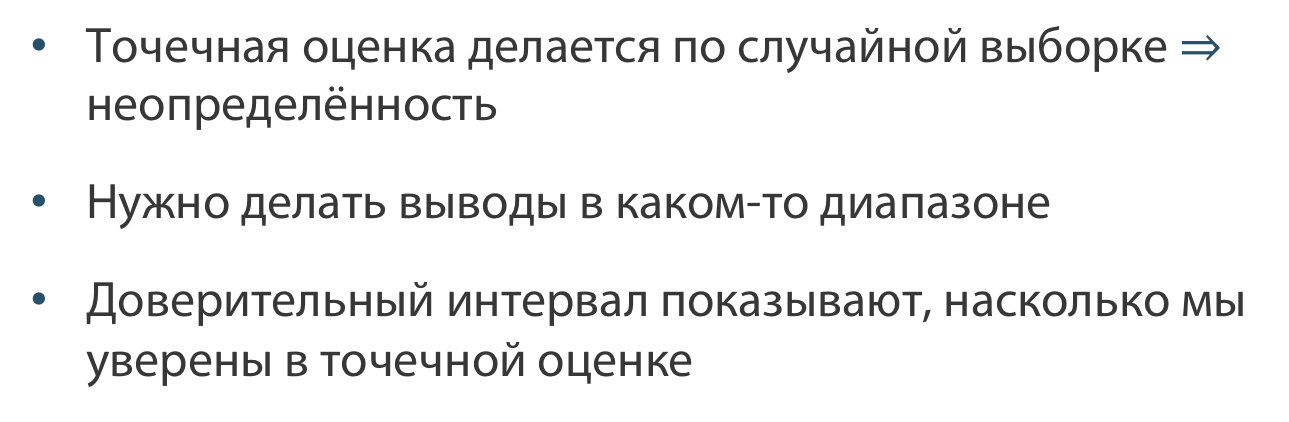 • Точечная оценка делается по случайной выборке ⇒
неопределённость
• Нужно делать выводы в каком-то диапазоне
• Доверительный интервал показывают, насколько мы
уверены в точечной оценке